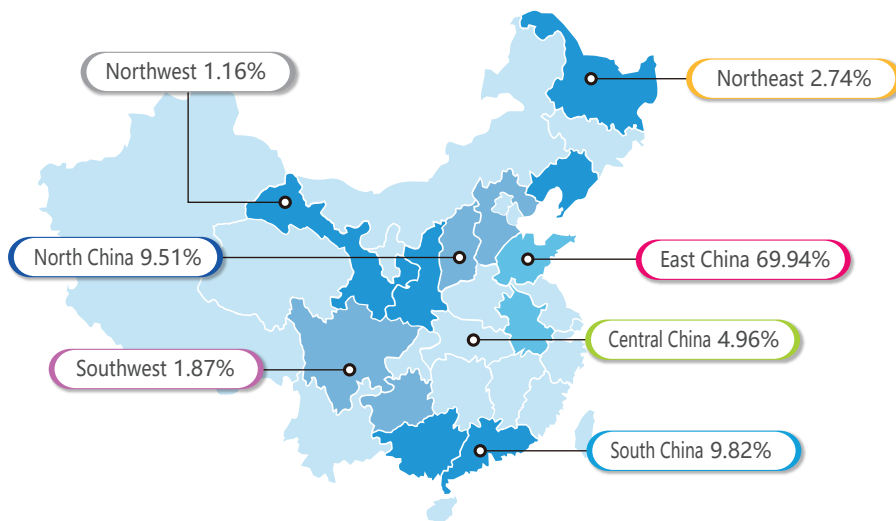 Northwest 1.16%
Northeast 2.74%
North China 9.51%
East China 69.94%
Central China 4.96%
Southwest 1.87%
South China 9.82%